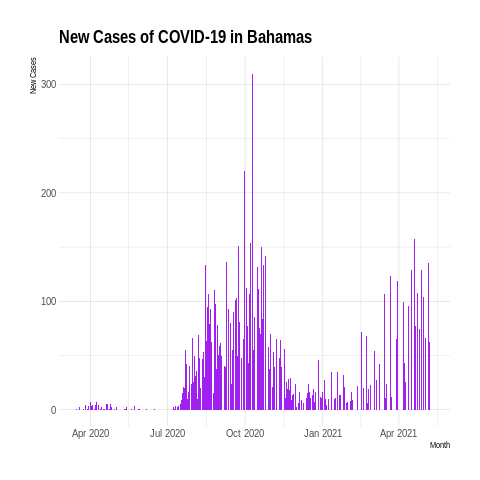 New Cases of COVID-19 in Bahamas
New Cases
300
200
100
0
Apr 2020
Jul 2020
Oct 2020
Jan 2021
Apr 2021
Month